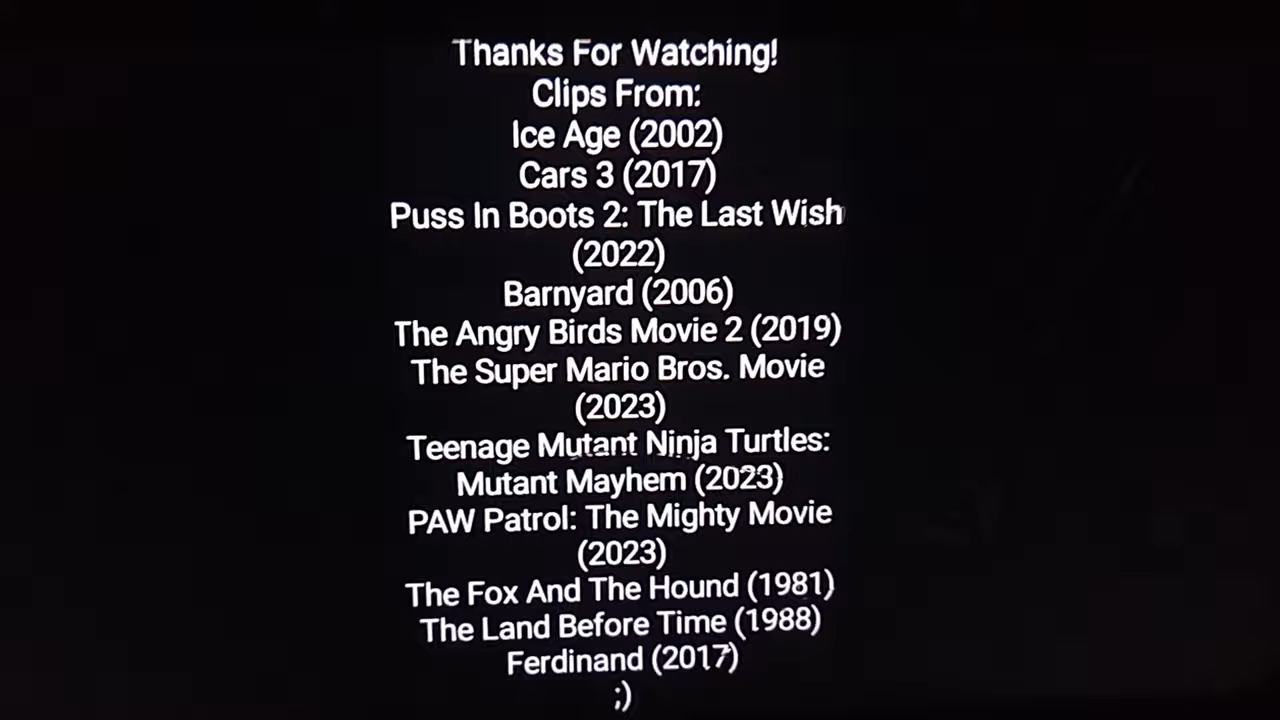 Thanks For Watching!
Clips From:
Ice Age (2002)
Cars 3 (2017)
Puss In Boots 2: The Last Wish
(2022)
Barnyard (2006)
The Angry Birds Movie 2 (2019)
The Super Mario Bros. Movie
(2023)
Teenage Mutant Ninja Turtles:
Mutant Mayhem (2023)
PAW Patrol: The Mighty Movie
(2023)
The Fox And The Hound (1981)
The Land Before Time (1988)
Ferdinand (2017)
;)